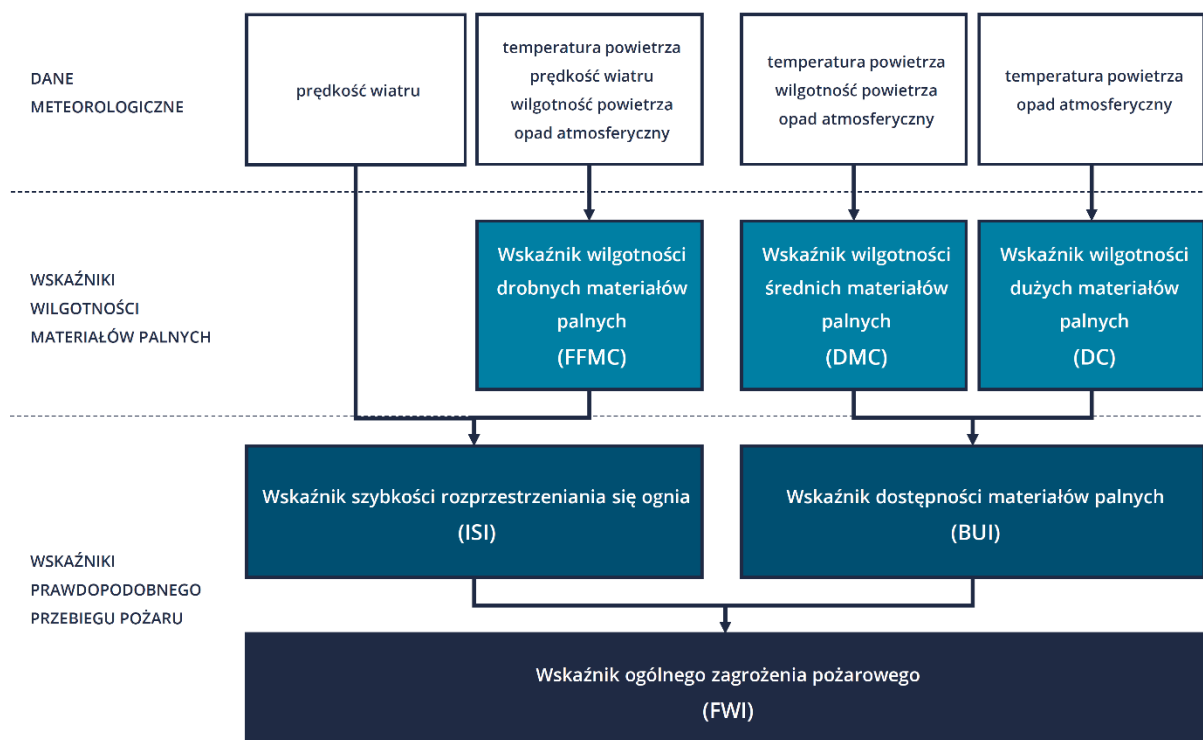 DANE
METEOROLOGICZNE
prędkość wiatru
temperatura powietrza
prędkość wiatru
wilgotność powietrza
opad atmosferyczny
temperatura powietrza
wilgotność powietrza
opad atmosferyczny
temperatura powietrza
opad atmosferyczny
WSKAŹNIKI
WILGOTNOŚCI
MATERIAŁÓW PALNYCH
Wskaźnik wilgotności
drobnych materiałów
palnych
(FFMC)
Wskaźnik wilgotności
średnich materiałów
palnych
(DMC)
Wskaźnik wilgotności
dużych materiałów
palnych
(DC)
WSKAŹNIKI
PRAWDOPODOBNEGO
PRZEBIEGU POŻARU
Wskaźnik szybkości rozprzestrzeniania się ognia
(ISI)
Wskaźnik dostępności materiałów palnych
(BUI)
Wskaźnik ogólnego zagrożenia pożarowego
(FWI)